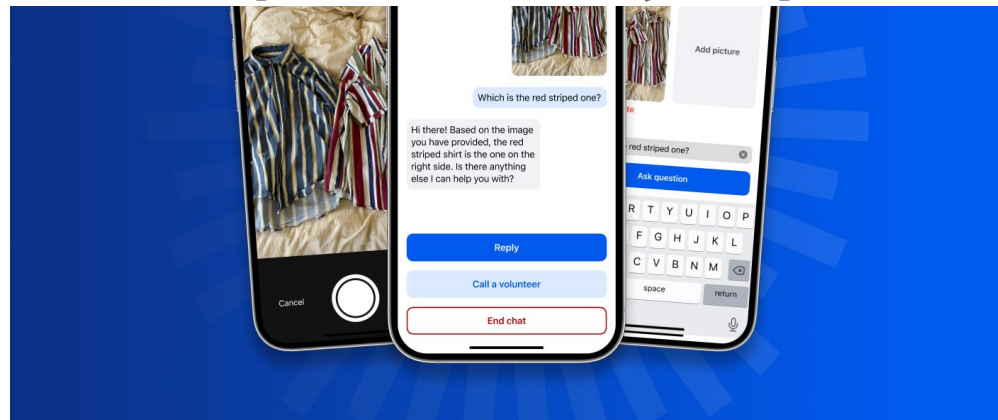 Add picture
Which is the red striped one?
Hi there! Based on the image
you have provided, the red
striped shirt is the one on the
right side. Is there anything
else I can help you with?
red striped one?
Ask question
R T Y U I O P
F G H J K L
C V B N M
space
return
Reply
Call a volunteer
End chat
Cancel